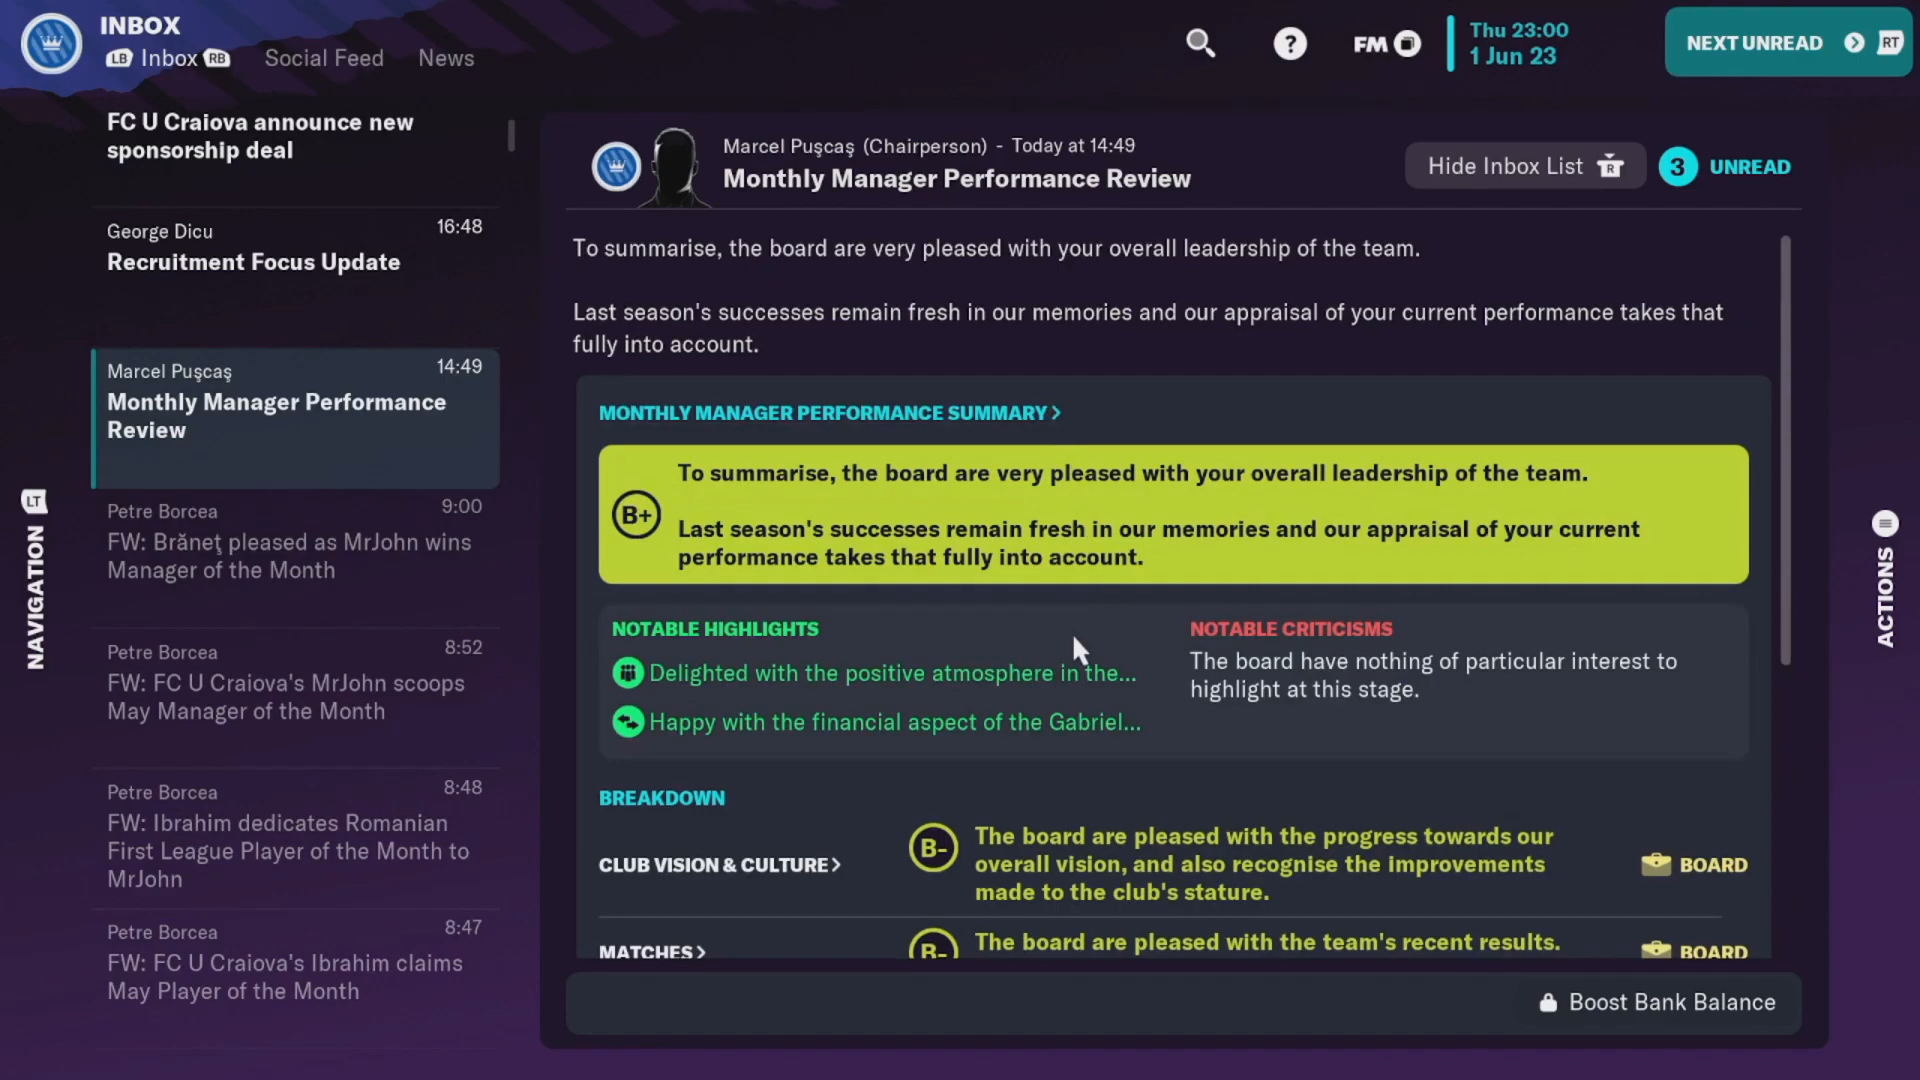 INBOX
LB Inbox RB Social Feed News
? FM Thu 23:00
1 Jun 23
NEXT UNREAD RT
FC U Craiova announce new
sponsorship deal
George Dicu 16:48
Recruitment Focus Update
Marcel Pușcaș 14:49
Monthly Manager Performance
Review
Petre Borcea 9:00
FW: Brăneț pleased as MrJohn wins
Manager of the Month
Petre Borcea 8:52
FW: FC U Craiova's MrJohn scoops
May Manager of the Month
Petre Borcea 8:48
FW: Ibrahim dedicates Romanian
First League Player of the Month to
MrJohn
Petre Borcea 8:47
FW: FC U Craiova's Ibrahim claims
May Player of the Month
LT
NAVIGATION
Marcel Pușcaș (Chairperson) - Today at 14:49
Monthly Manager Performance Review
Hide Inbox List R
3 UNREAD
To summarise, the board are very pleased with your overall leadership of the team.
Last season's successes remain fresh in our memories and our appraisal of your current performance takes that
fully into account.
MONTHLY MANAGER PERFORMANCE SUMMARY >
B+
To summarise, the board are very pleased with your overall leadership of the team.
Last season's successes remain fresh in our memories and our appraisal of your current
performance takes that fully into account.
NOTABLE HIGHLIGHTS
Delighted with the positive atmosphere in the...
Happy with the financial aspect of the Gabriel...
NOTABLE CRITICISMS
The board have nothing of particular interest to
highlight at this stage.
BREAKDOWN
CLUB VISION & CULTURE >
B-
The board are pleased with the progress towards our
overall vision, and also recognise the improvements
made to the club's stature.
BOARD
MATCHES >
B-
The board are pleased with the team's recent results.
BOARD
Boost Bank Balance
ACTIONS